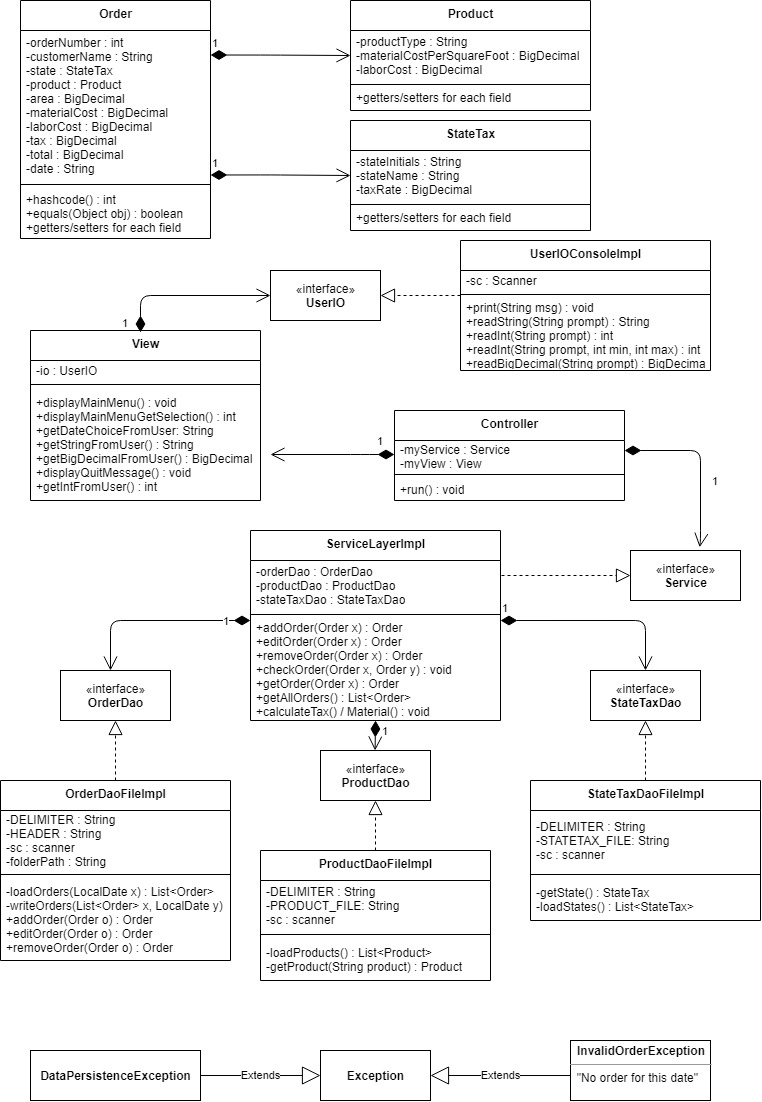 Order
-orderNumber : int
-customerName : String
-state : StateTax
-product : Product
-area : BigDecimal
-materialCost : BigDecimal
-laborCost : BigDecimal
-tax : BigDecimal
-total : BigDecimal
-date : String
+hashcode() : int
+equals(Object obj) : boolean
+getters/setters for each field
1
1
Product
-productType : String
-materialCostPerSquareFoot : BigDecimal
-laborCost : BigDecimal
+getters/setters for each field
StateTax
-stateInitials : String
-stateName : String
-taxRate : BigDecimal
+getters/setters for each field
«interface»
UserIO
UserIOConsoleImpl
-sc : Scanner
+print(String msg) : void
+readString(String prompt) : String
+readInt(String prompt) : int
+readInt(String prompt, int min, int max) : int
+readBigDecimal(String prompt) : BigDecima
1
View
-io : UserIO
+displayMainMenu() : void
+displayMainMenuGetSelection() : int
+getDateChoiceFromUser: String
+getStringFromUser() : String
+getBigDecimalFromUser() : BigDecimal
+displayQuitMessage() : void
+getIntFromUser() : int
1
Controller
-myService : Service
-myView : View
+run() : void
1
«interface»
Service
ServiceLayerImpl
-orderDao : OrderDao
-productDao : ProductDao
-stateTaxDao : StateTaxDao
+addOrder(Order x) : Order
+editOrder(Order x) : Order
+removeOrder(Order x) : Order
+checkOrder(Order x, Order y) : void
+getOrder(Order x) : Order
+getAllOrders() : List<Order>
+calculateTax() / Material() : void
1
1
1
«interface»
OrderDao
«interface»
StateTaxDao
«interface»
ProductDao
OrderDaoFileImpl
-DELIMITER : String
-HEADER : String
-sc : scanner
-folderPath : String
-loadOrders(LocalDate x) : List<Order>
-writeOrders(List<Order> x, LocalDate y)
+addOrder(Order o) : Order
+editOrder(Order o) : Order
+removeOrder(Order o) : Order
ProductDaoFileImpl
-DELIMITER : String
-PRODUCT_FILE: String
-sc : scanner
-loadProducts() : List<Product>
-getProduct(String product) : Product
StateTaxDaoFileImpl
-DELIMITER : String
-STATETAX_FILE: String
-sc : scanner
-getState() : StateTax
-loadStates() : List<StateTax>
DataPersistenceException
Extends
Exception
Extends
InvalidOrderException
"No order for this date"